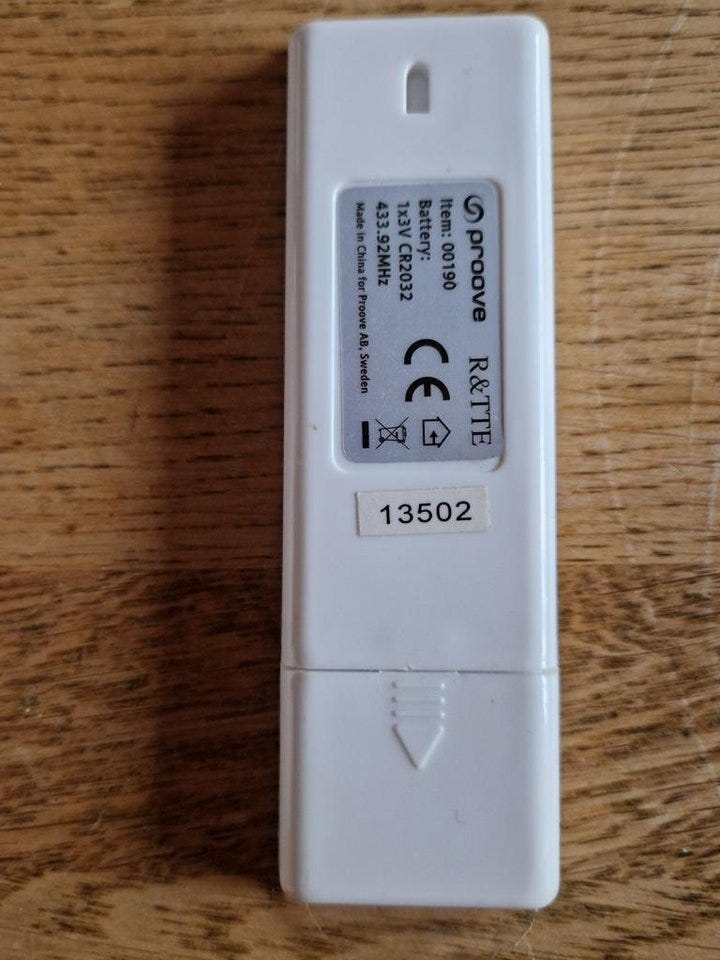 proove
R&TTE
Item: 00190
Battery:
1x3V CR2032
433.92MHz
CE
Made in China for Proove AB, Sweden
13502